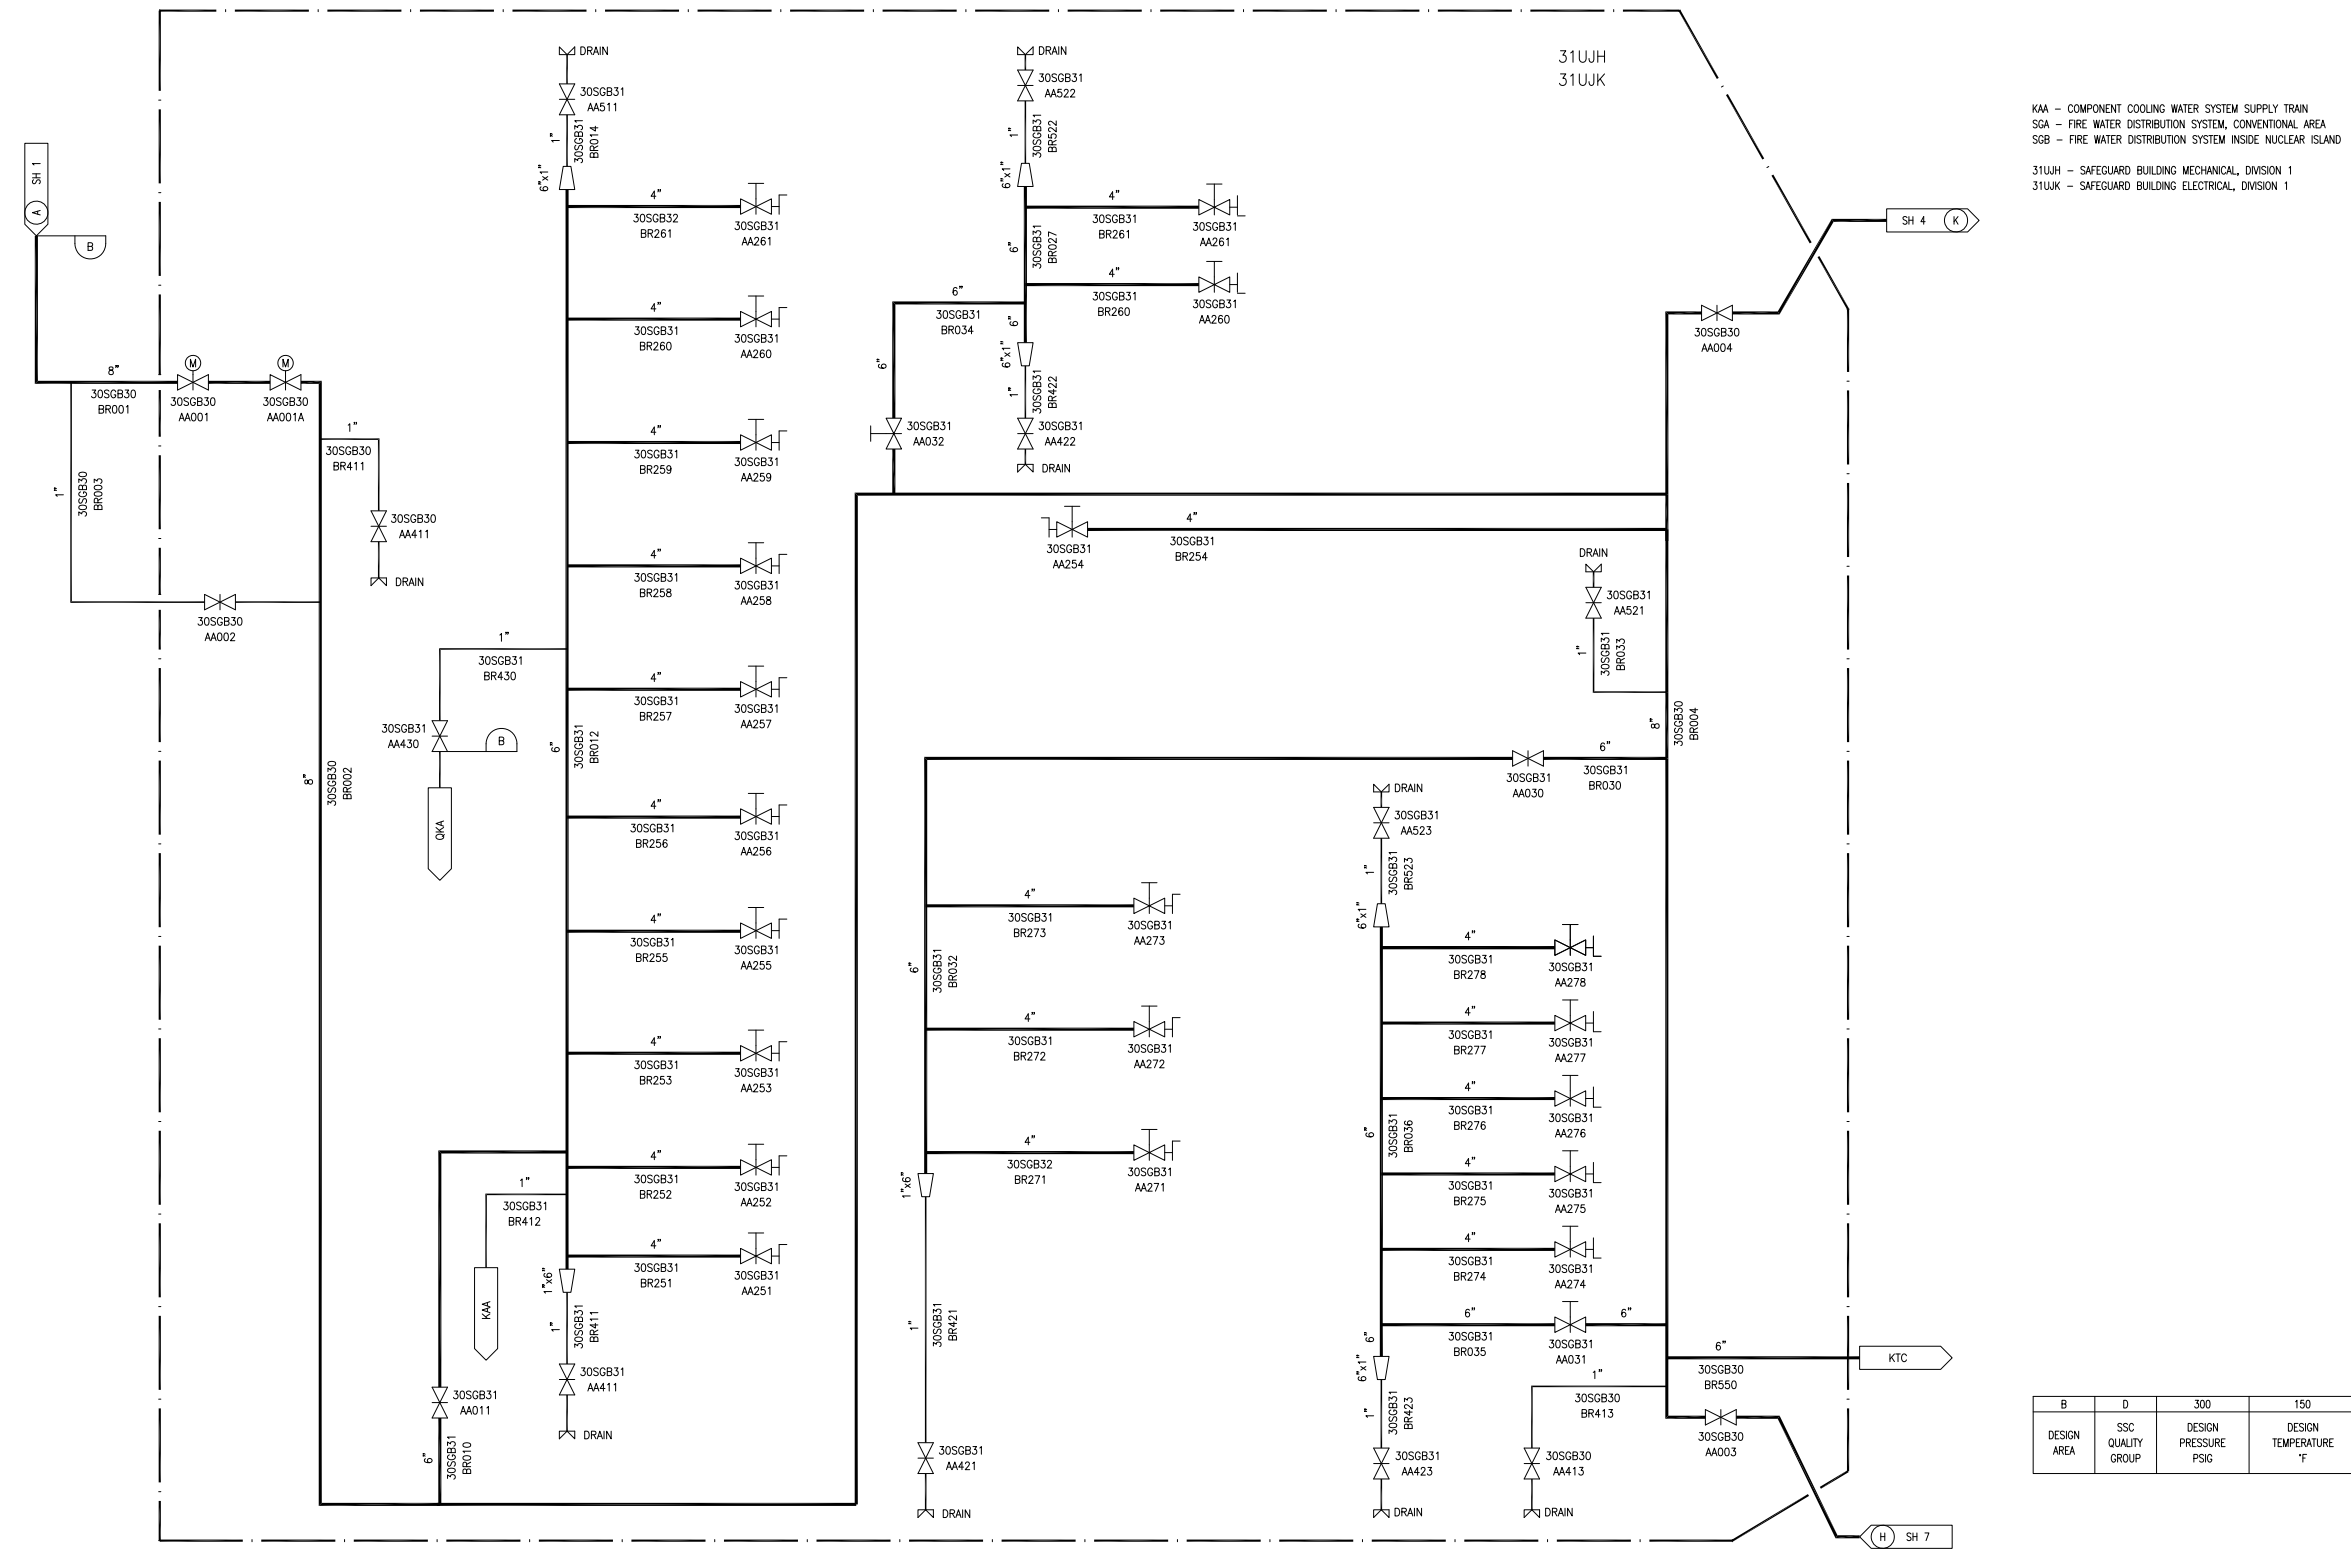 31UJH
31UJK
KAA – COMPONENT COOLING WATER SYSTEM SUPPLY TRAIN
SGA – FIRE WATER DISTRIBUTION SYSTEM, CONVENTIONAL AREA
SGB – FIRE WATER DISTRIBUTION SYSTEM INSIDE NUCLEAR ISLAND
31UJH – SAFEGUARD BUILDING MECHANICAL, DIVISION 1
31UJK – SAFEGUARD BUILDING ELECTRICAL, DIVISION 1
SH 1
A
B
8"
30SGB30
BR001
M
30SGB30
AA001
M
30SGB30
AA001A
1"
30SGB30
BR003
1"
30SGB30
BR411
30SGB30
AA411
DRAIN
30SGB30
AA002
8"
30SGB30
BR002
DRAIN
30SGB31
AA511
1"
30SGB31
BR014
6"x1"
4"
30SGB32
BR261
30SGB31
AA261
4"
30SGB31
BR260
30SGB31
AA260
4"
30SGB31
BR259
30SGB31
AA259
4"
30SGB31
BR258
30SGB31
AA258
1"
30SGB31
BR430
30SGB31
AA430
B
QKA
4"
30SGB31
BR257
30SGB31
AA257
6"
30SGB31
BR012
4"
30SGB31
BR256
30SGB31
AA256
4"
30SGB31
BR255
30SGB31
AA255
4"
30SGB31
BR253
30SGB31
AA253
4"
30SGB31
BR252
30SGB31
AA252
1"
30SGB31
BR412
KAA
4"
30SGB31
BR251
30SGB31
AA251
1"x6"
1"
30SGB31
BR411
30SGB31
AA411
DRAIN
30SGB31
AA011
6"
30SGB31
BR010
DRAIN
30SGB31
AA522
1"
30SGB31
BR522
6"x1"
4"
30SGB31
BR261
30SGB31
AA261
6"
30SGB31
BR027
4"
30SGB31
BR260
30SGB31
AA260
6"
30SGB31
BR034
6"
6"
6"x1"
1"
30SGB31
BR422
30SGB31
AA032
30SGB31
AA422
DRAIN
30SGB31
AA254
4"
30SGB31
BR254
DRAIN
30SGB31
AA521
1"
30SGB31
BR033
8"
30SGB30
BR004
30SGB31
AA030
6"
30SGB31
BR030
4"
30SGB31
BR273
30SGB31
AA273
6"
30SGB31
BR032
4"
30SGB31
BR272
30SGB31
AA272
4"
30SGB32
BR271
30SGB31
AA271
1"x6"
1"
30SGB31
BR421
30SGB31
AA421
DRAIN
DRAIN
30SGB31
AA523
1"
30SGB31
BR523
6"x1"
4"
30SGB31
BR278
30SGB31
AA278
4"
30SGB31
BR277
30SGB31
AA277
4"
30SGB31
BR276
30SGB31
AA276
6"
30SGB31
BR036
4"
30SGB31
BR275
30SGB31
AA275
4"
30SGB31
BR274
30SGB31
AA274
6"
30SGB31
BR035
30SGB31
AA031
6"
6"
6"x1"
1"
30SGB31
BR423
30SGB31
AA423
DRAIN
1"
30SGB30
BR413
30SGB30
AA413
DRAIN
6"
30SGB30
BR550
KTC
30SGB30
AA003
H
SH 7
30SGB30
AA004
SH 4
K
B D 300 150
DESIGN AREA
SSC QUALITY GROUP
DESIGN PRESSURE PSIG
DESIGN TEMPERATURE °F